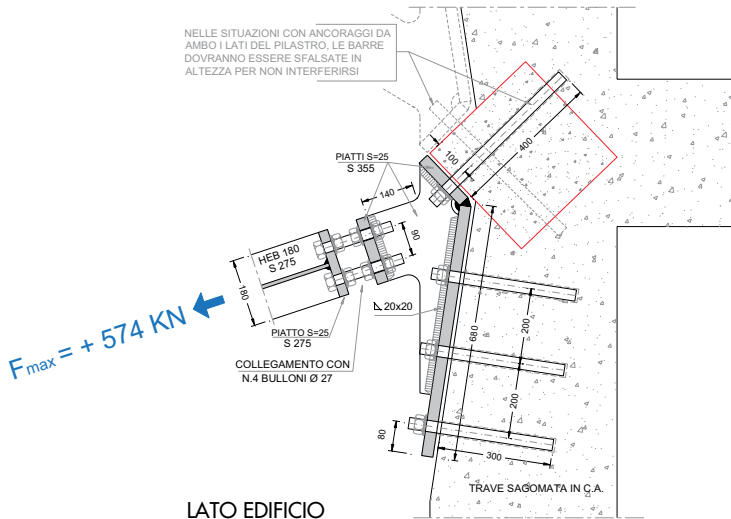 NELLE SITUAZIONI CON ANCORAGGI DA
AMBO I LATI DEL PILASTRO, LE BARRE
DOVRANNO ESSERE SFALSATE IN
ALTEZZA PER NON INTERFERIRSI
PIATTI S=25
S 355
100
400
140
90
HEB 180
S 275
180
Fmax = + 574 KN
PIATTO S=25
S 275
COLLEGAMENTO CON
N.4 BULLONI Ø 27
20x20
680
200
200
80
300
TRAVE SAGOMATA IN C.A.
LATO EDIFICIO